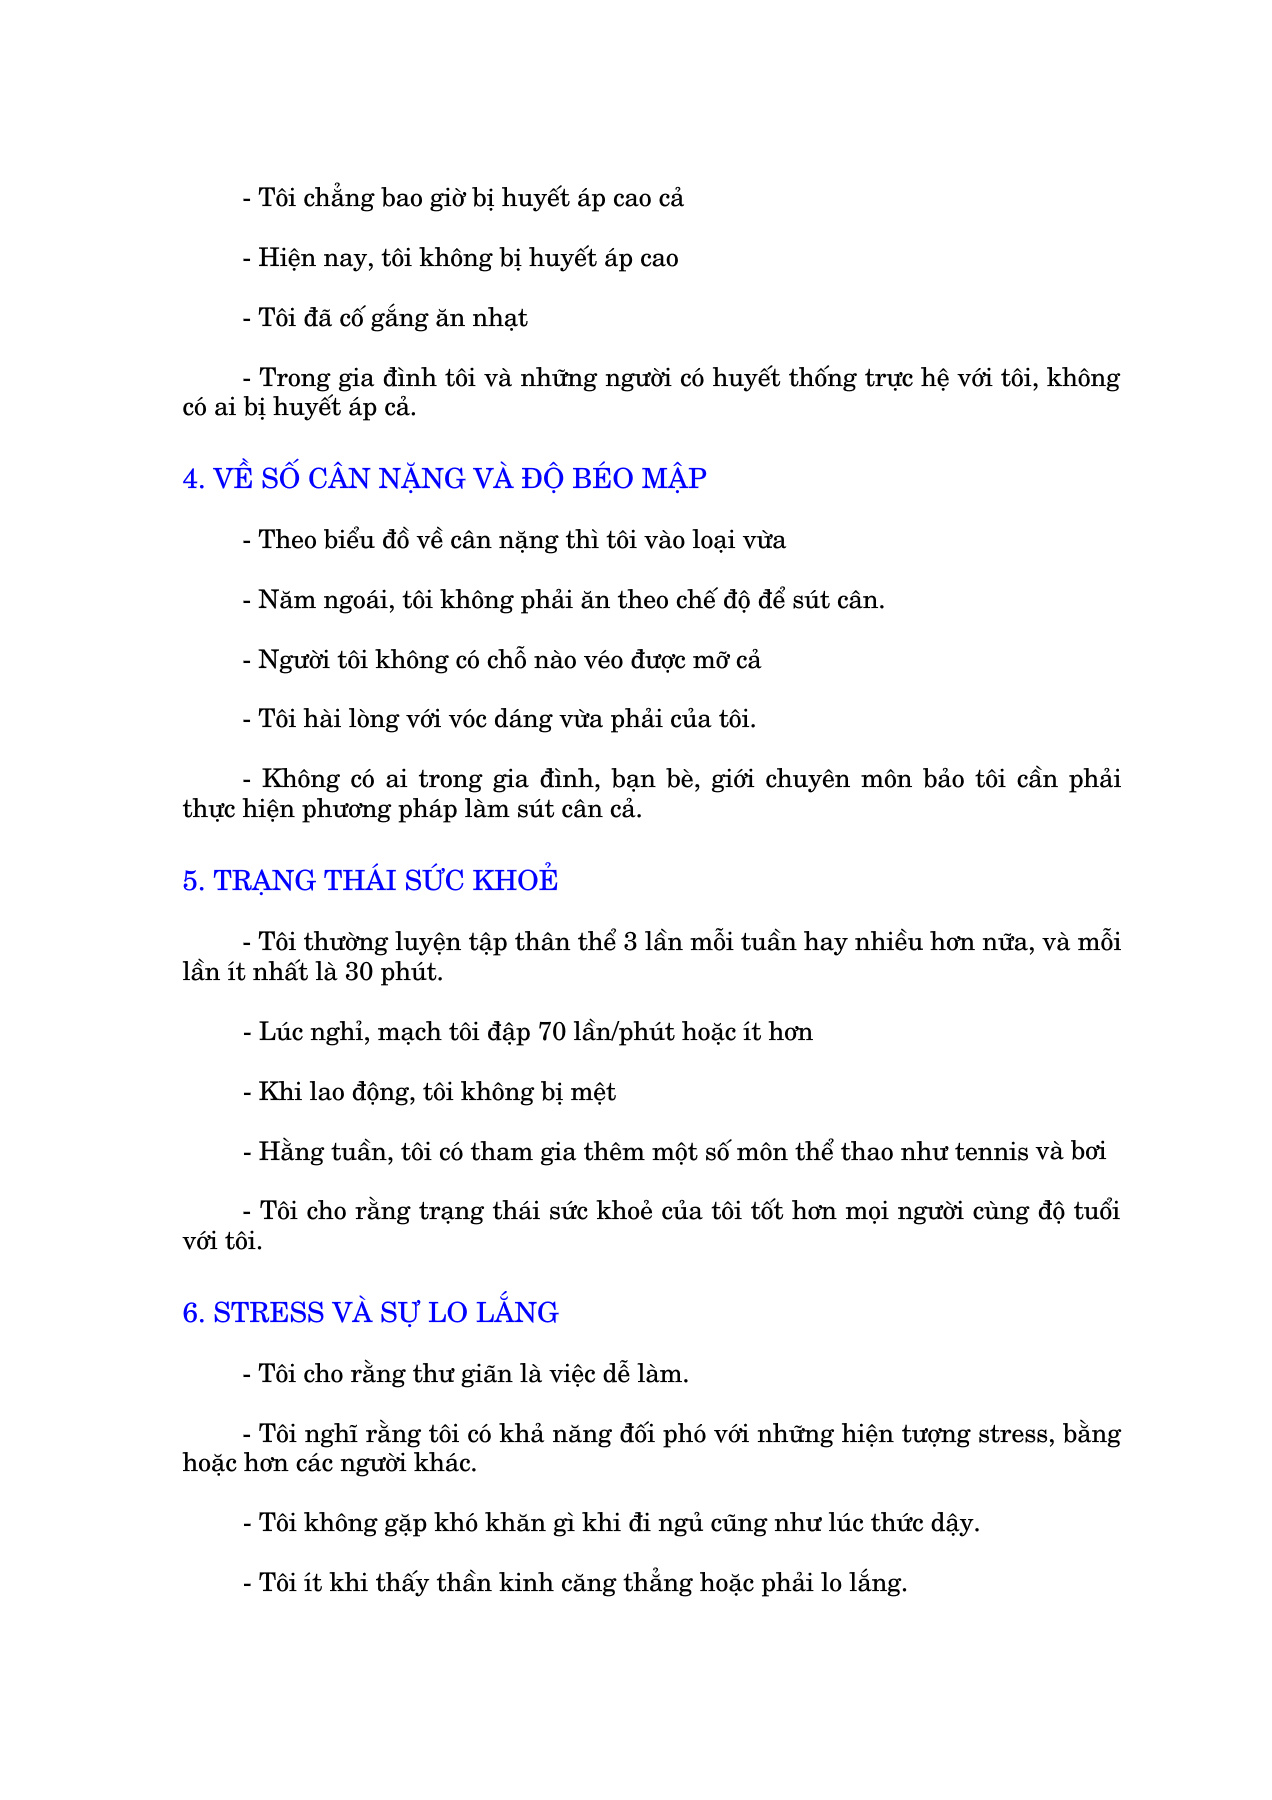 - Tôi chẳng bao giờ bị huyết áp cao cả
- Hiện nay, tôi không bị huyết áp cao
- Tôi đã cố gắng ăn nhạt
- Trong gia đình tôi và những người có huyết thống trực hệ với tôi, không
có ai bị huyết áp cả.
4. VỀ SỐ CÂN NẶNG VÀ ĐỘ BÉO MẬP
- Theo biểu đồ về cân nặng thì tôi vào loại vừa
- Năm ngoái, tôi không phải ăn theo chế độ để sút cân.
- Người tôi không có chỗ nào véo được mỡ cả
- Tôi hài lòng với vóc dáng vừa phải của tôi.
- Không có ai trong gia đình, bạn bè, giới chuyên môn bảo tôi cần phải
thực hiện phương pháp làm sút cân cả.
5. TRẠNG THÁI SỨC KHOẺ
- Tôi thường luyện tập thân thể 3 lần mỗi tuần hay nhiều hơn nữa, và mỗi
lần ít nhất là 30 phút.
- Lúc nghỉ, mạch tôi đập 70 lần/phút hoặc ít hơn
- Khi lao động, tôi không bị mệt
- Hằng tuần, tôi có tham gia thêm một số môn thể thao như tennis và bơi
- Tôi cho rằng trạng thái sức khoẻ của tôi tốt hơn mọi người cùng độ tuổi
với tôi.
6. STRESS VÀ SỰ LO LẮNG
- Tôi cho rằng thư giãn là việc dễ làm.
- Tôi nghĩ rằng tôi có khả năng đối phó với những hiện tượng stress, bằng
hoặc hơn các người khác.
- Tôi không gặp khó khăn gì khi đi ngủ cũng như lúc thức dậy.
- Tôi ít khi thấy thần kinh căng thẳng hoặc phải lo lắng.